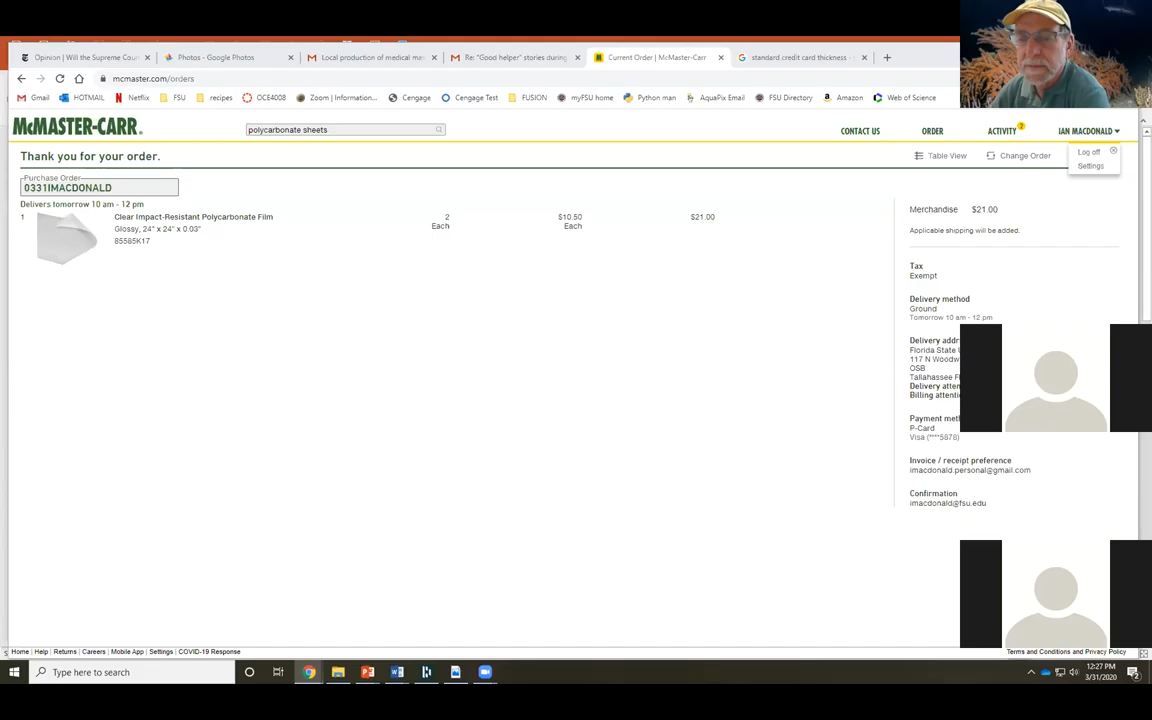 Opinion | Will the Supreme Cou
Photos - Google Photos
Local production of medical ma
Re: "Good helper" stories during
Current Order | McMaster-Carr
standard credit card thickness -
mcmaster.com/orders
Gmail
HOTMAIL
Netflix
FSU
recipes
OCE4008
Zoom | Information...
Cengage
Cengage Test
FUSION
myFSU home
Python man
AquaPix Email
FSU Directory
Amazon
Web of Science
McMASTER-CARR.
polycarbonate sheets
CONTACT US
ORDER
ACTIVITY
2
IAN MACDONALD
Log off
Settings
Thank you for your order.
Table View
Change Order
Purchase Order
0331IMACDONALD
Delivers tomorrow 10 am - 12 pm
1
Clear Impact-Resistant Polycarbonate Film
Glossy, 24" x 24" x 0.03"
85585K17
2
Each
$10.50
Each
$21.00
Merchandise $21.00
Applicable shipping will be added.
Tax
Exempt
Delivery method
Ground
Tomorrow 10 am - 12 pm
Delivery addr
Florida State U
117 N Woodw
OSB
Tallahassee F
Delivery atten
Billing attenti
Payment met
P-Card
Visa (****5878)
Invoice / receipt preference
imacdonald.personal@gmail.com
Confirmation
imacdonald@fsu.edu
Home | Help | Returns | Careers | Mobile App | Settings | COVID-19 Response
Terms and Conditions and Privacy Policy
Type here to search
12:27 PM
3/31/2020
2